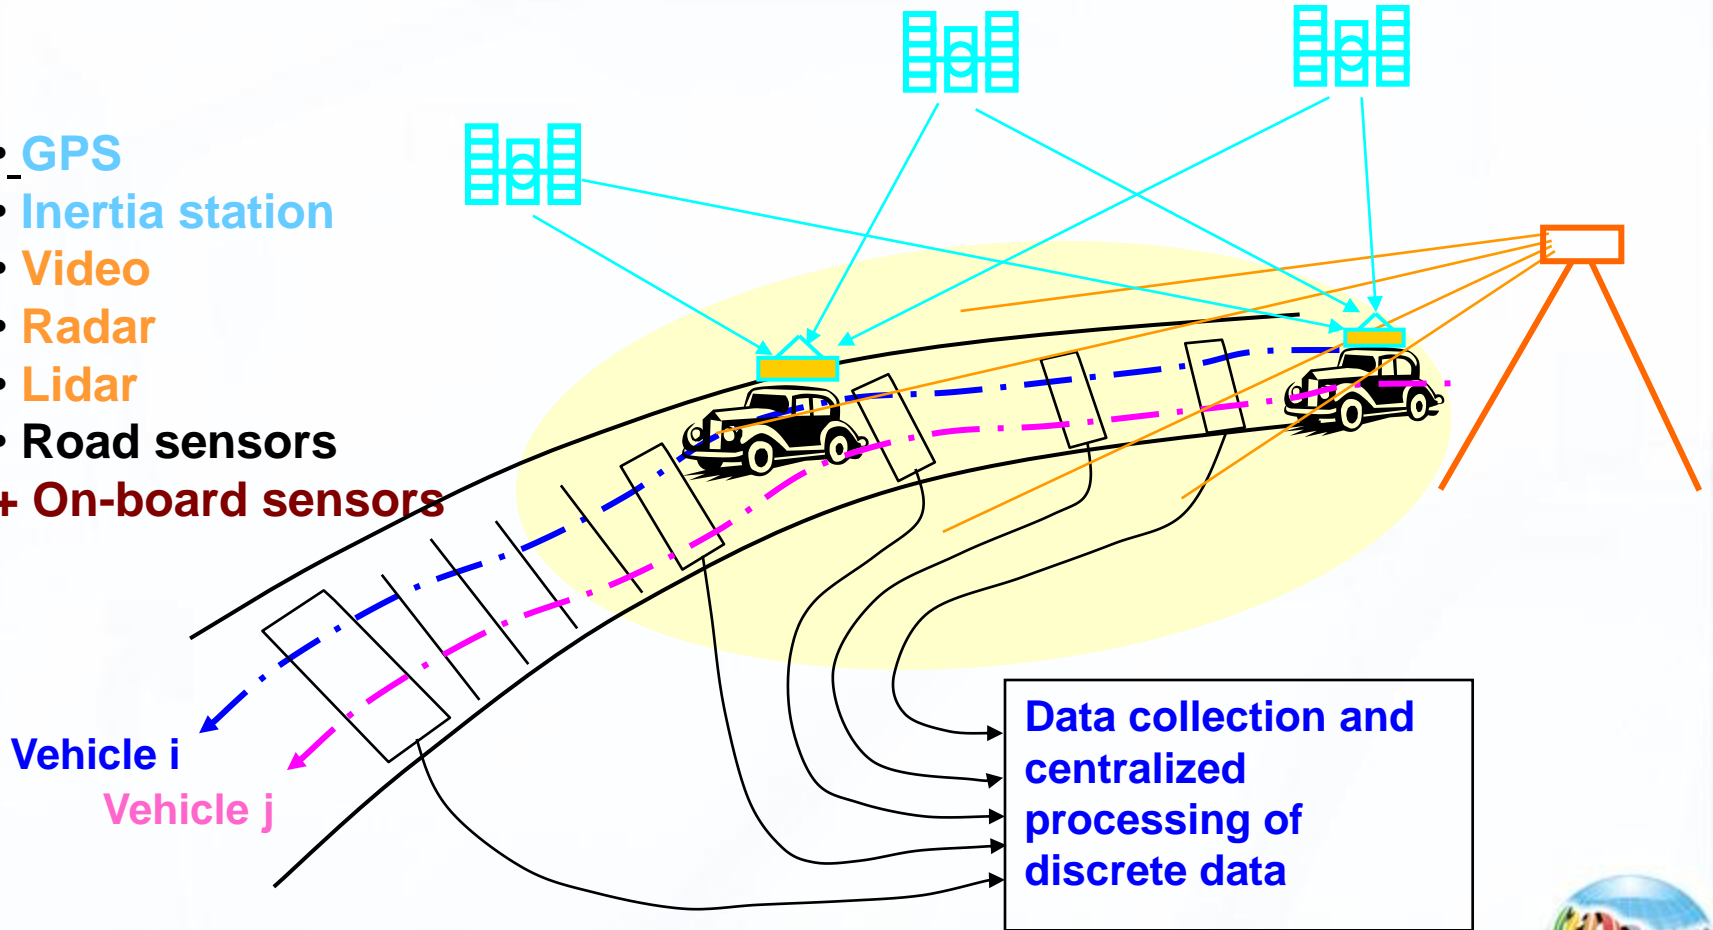 • GPS
• Inertia station
• Video
• Radar
• Lidar
• Road sensors
+ On-board sensors
Vehicle i
Vehicle j
Data collection and
centralized
processing of
discrete data